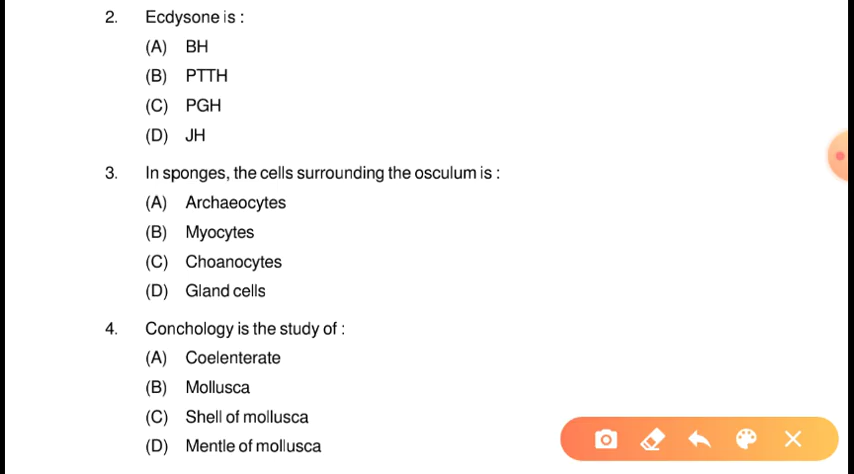 2. Ecdysone is :
(A) BH
(B) PTTH
(C) PGH
(D) JH
3. In sponges, the cells surrounding the osculum is :
(A) Archaeocytes
(B) Myocytes
(C) Choanocytes
(D) Gland cells
4. Conchology is the study of :
(A) Coelenterate
(B) Mollusca
(C) Shell of mollusca
(D) Mentle of mollusca